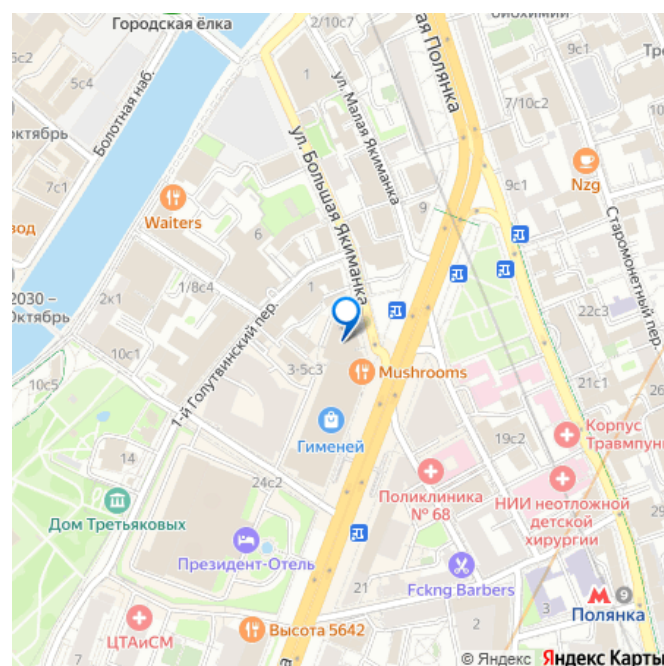 Городская ёлка
2/10с7
биохимии
5с2
5с4
1
ул. Малая Якиманка
Полянка
9с1
7/10с2
Болотная наб.
октябрь
7с1
Nzg
Waiters
ул. Большая Якиманка
9
9с1
Старомонетный пер.
6
1/8с4
2030 –
Октябрь
2к1
1
22с3
1-й Голутвинский пер.
10с1
3-5с3
Mushrooms
10с5
21с1
Гименей
19с2
Корпус
14
24с2
Поликлиника
№ 68
НИИ неотложной
детской
хирургии
Дом Третьяковых
Президент-Отель
21
Fckng Barbers
3
9
Полянка
ЦТАиСМ
Высота 5642
2
© Яндекс Яндекс Карты